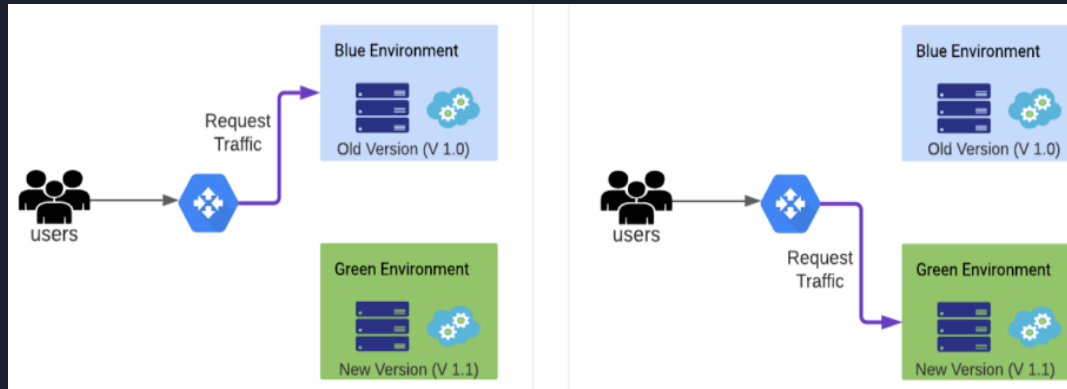 Blue Environment
Request
Traffic
Old Version (V 1.0)
users
Green Environment
New Version (V 1.1)
Blue Environment
Old Version (V 1.0)
users
Request
Traffic
Green Environment
New Version (V 1.1)